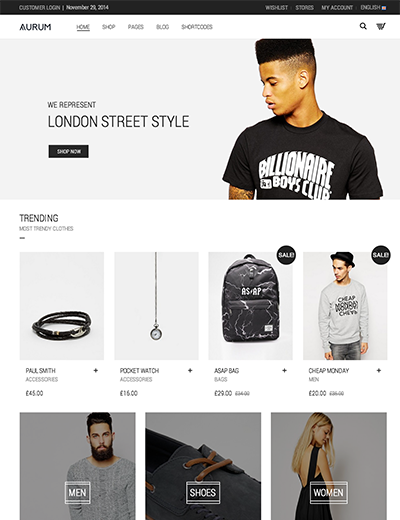 CUSTOMER LOGIN | November 29, 2014
WISHLIST STORES MY ACCOUNT ENGLISH
AURUM HOME SHOP PAGES BLOG SHORTCODES
WE REPRESENT
LONDON STREET STYLE
SHOP NOW
BILLIONAIRE
BOYS CLUB
TRENDING
MOST TRENDY CLOTHES
SALE!
SALE!
A$AP
CHEAP
MONDAY
PAUL SMITH +
ACCESSORIES
£45.00
POCKET WATCH +
ACCESSORIES
£15.00
ASAP BAG +
BAGS
£29.00 £34.00
CHEAP MONDAY +
MEN
£20.00 £35.00
MEN
SHOES
WOMEN